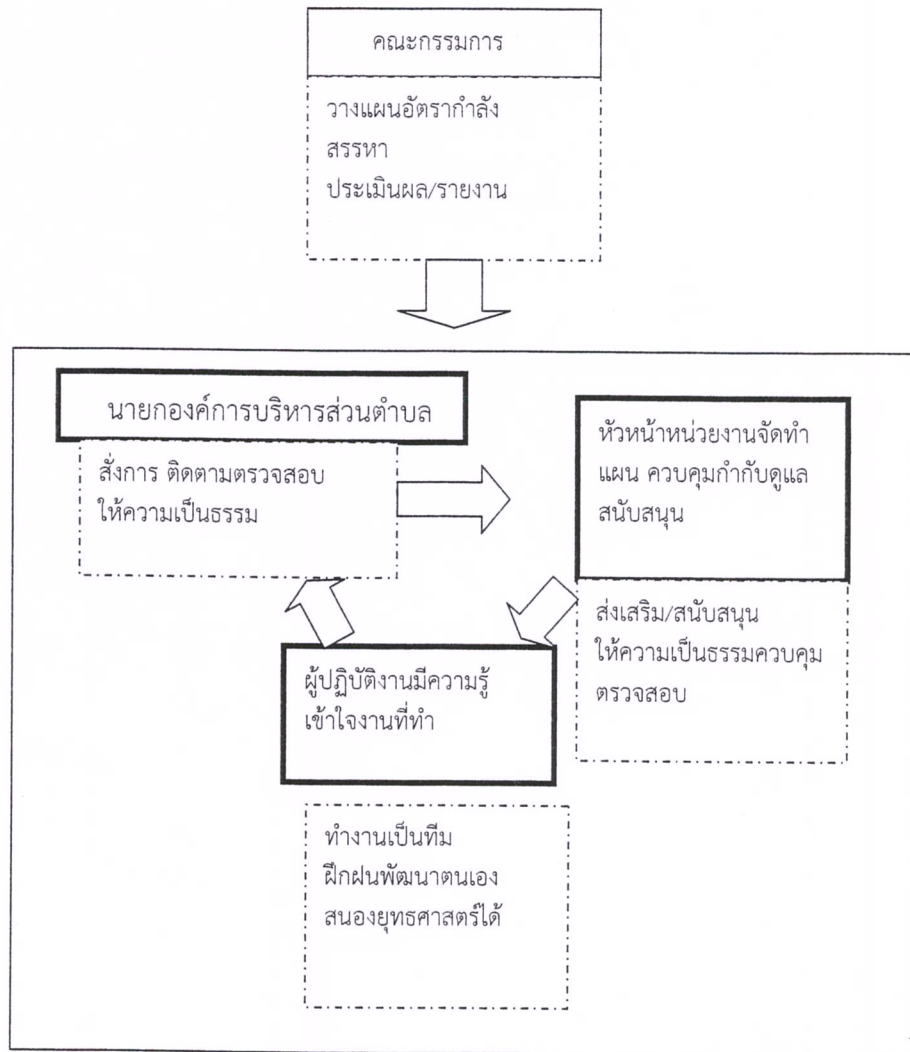 คณะกรรมการ
วางแผนอัตรากำลัง
สรรหา
ประเมินผล/รายงาน
นายกองค์การบริหารส่วนตำบล
สั่งการ ติดตามตรวจสอบ
ให้ความเป็นธรรม
หัวหน้าหน่วยงานจัดทำ
แผน ควบคุมกำกับดูแล
สนับสนุน
ส่งเสริม/สนับสนุน
ให้ความเป็นธรรมควบคุม
ตรวจสอบ
ผู้ปฏิบัติงานมีความรู้
เข้าใจงานที่ทำ
ทำงานเป็นทีม
ฝึกฝนพัฒนาตนเอง
สนองยุทธศาสตร์ได้